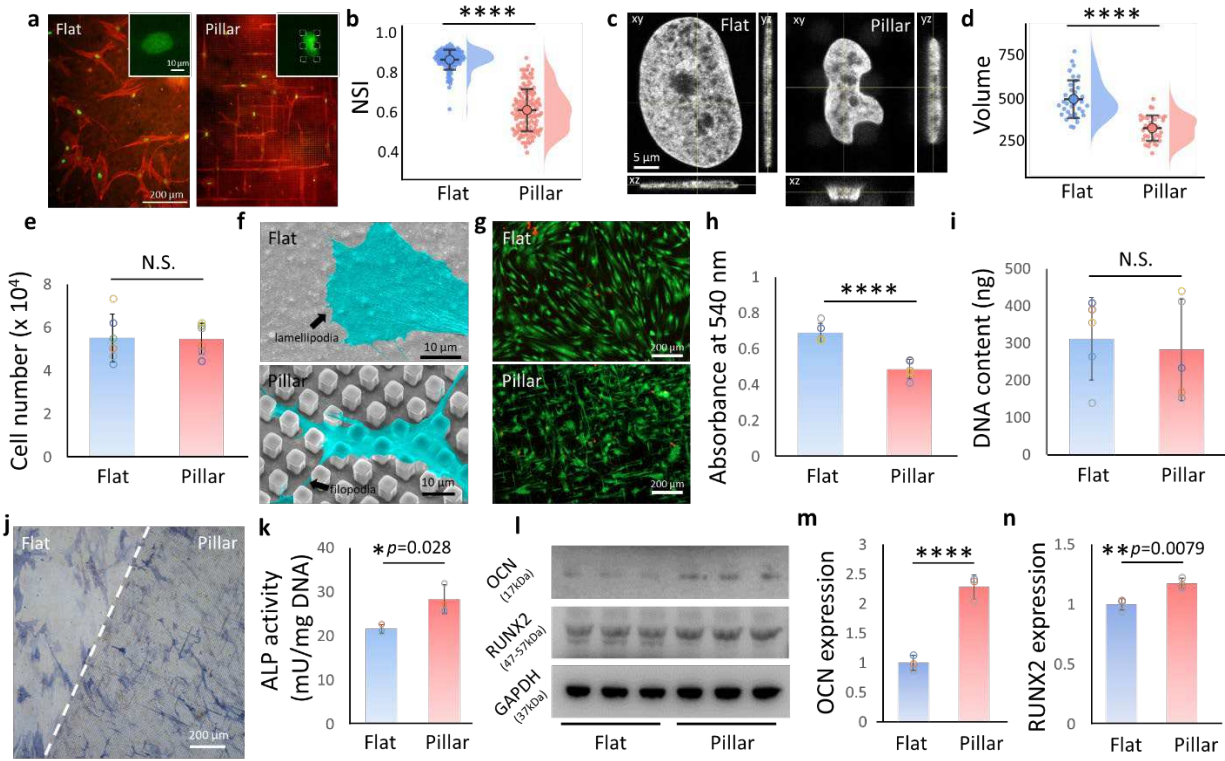 a
Flat
10 µm
200 µm
Pillar
b
****
NSI
1.0
0.8
0.6
0.4
Flat
Pillar
c
xy
Flat
yz
5 µm
xz
xy
Pillar
yz
xz
d
****
Volume
750
500
250
Flat
Pillar
e
N.S.
Cell number (x 10⁴)
8
6
4
2
0
Flat
Pillar
f
Flat
lamellipodia
10 µm
Pillar
filopodia
10 µm
g
Flat
200 µm
Pillar
200 µm
h
****
Absorbance at 540 nm
1
0.8
0.6
0.4
0.2
0
Flat
Pillar
i
N.S.
DNA content (ng)
500
400
300
200
100
0
Flat
Pillar
j
Flat
Pillar
200 µm
k
*p=0.028
ALP activity
(mU/mg DNA)
40
30
20
10
0
Flat
Pillar
l
OCN
(17kDa)
RUNX2
(47-57kDa)
GAPDH
(37kDa)
Flat
Pillar
m
****
OCN expression
3
2.5
2
1.5
1
0.5
0
Flat
Pillar
n
**p=0.0079
RUNX2 expression
1.5
1
0.5
0
Flat
Pillar